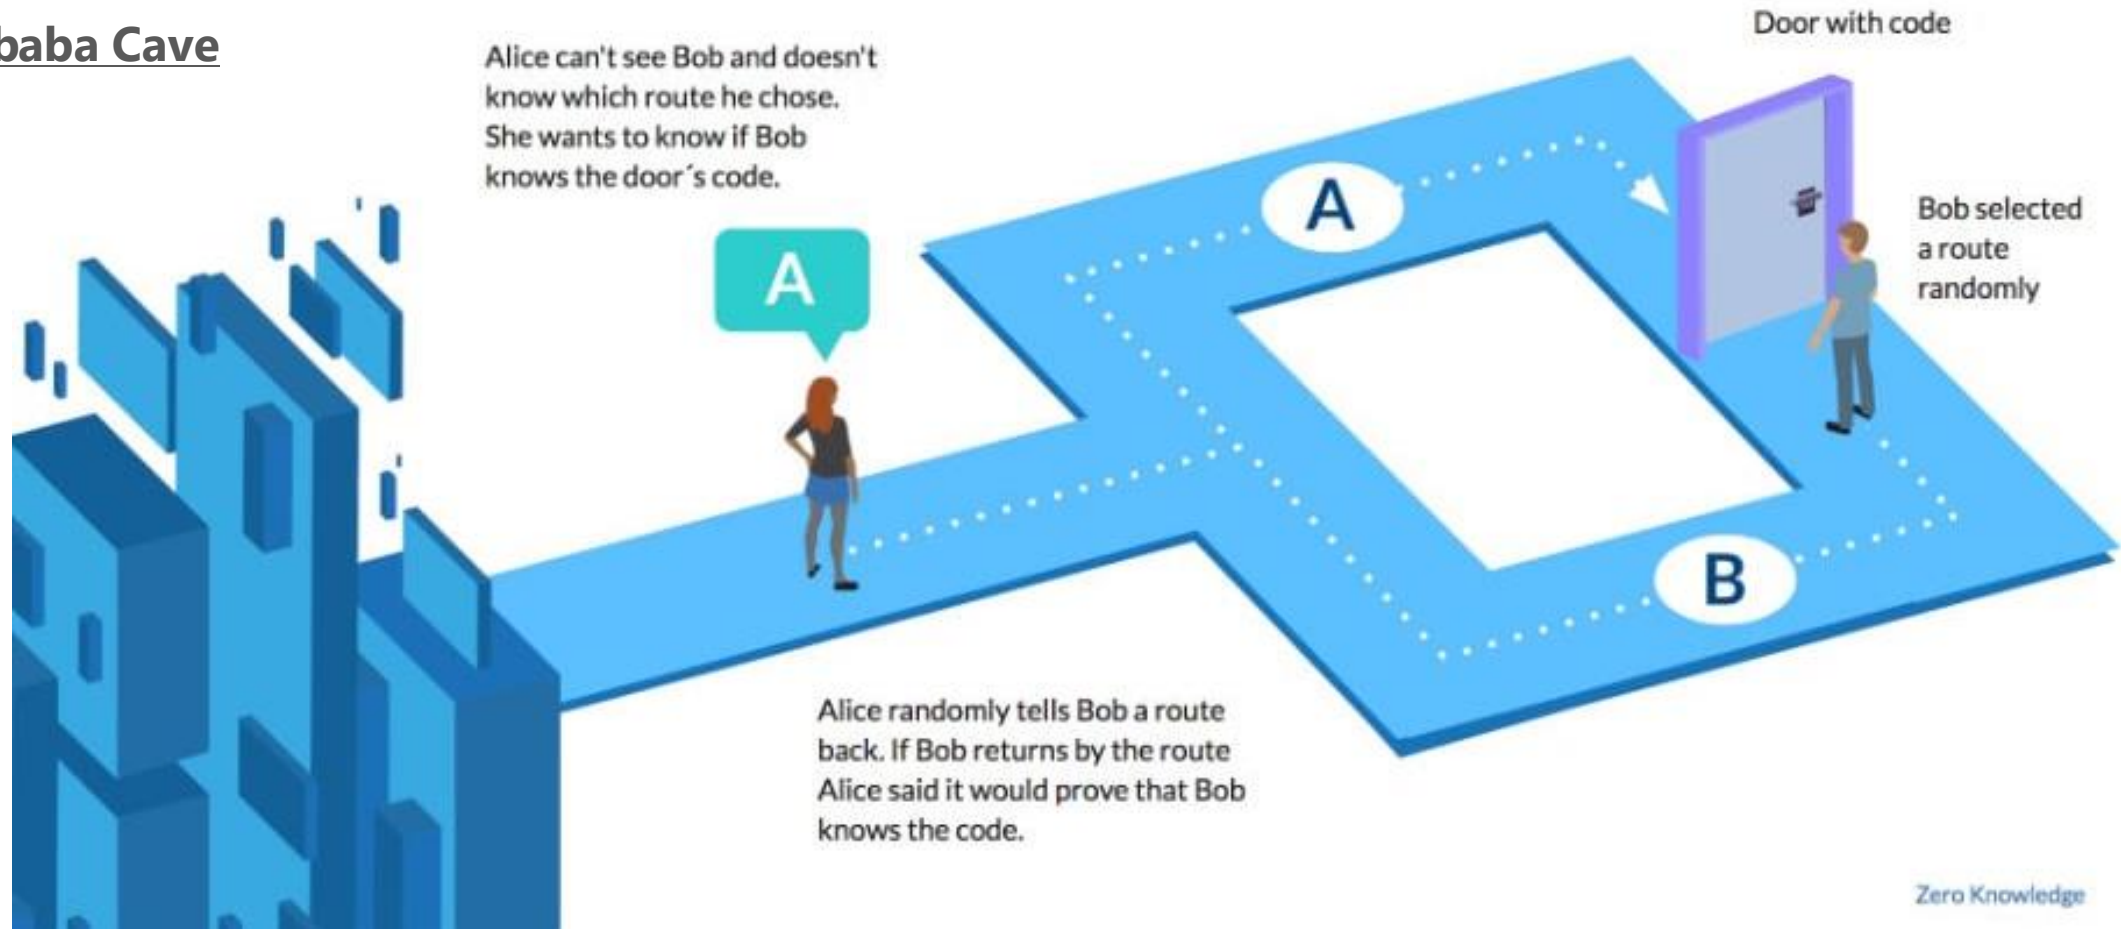 baba Cave
Alice can't see Bob and doesn't
know which route he chose.
She wants to know if Bob
knows the door´s code.
Door with code
A
A
Bob selected
a route
randomly
B
Alice randomly tells Bob a route
back. If Bob returns by the route
Alice said it would prove that Bob
knows the code.
Zero Knowledge